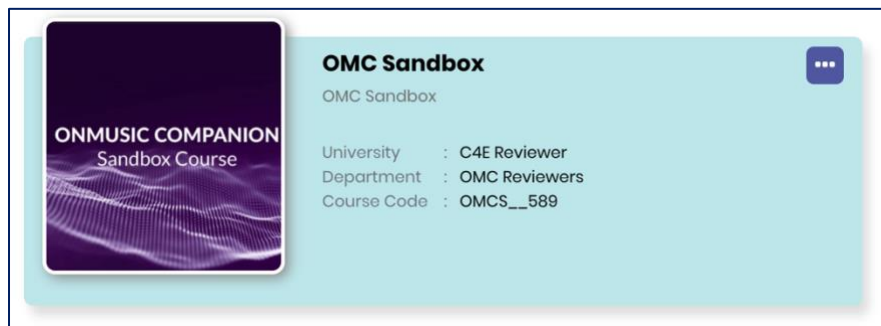 ONMUSIC COMPANION
Sandbox Course
OMC Sandbox
OMC Sandbox
University : C4E Reviewer
Department : OMC Reviewers
Course Code : OMCS__589